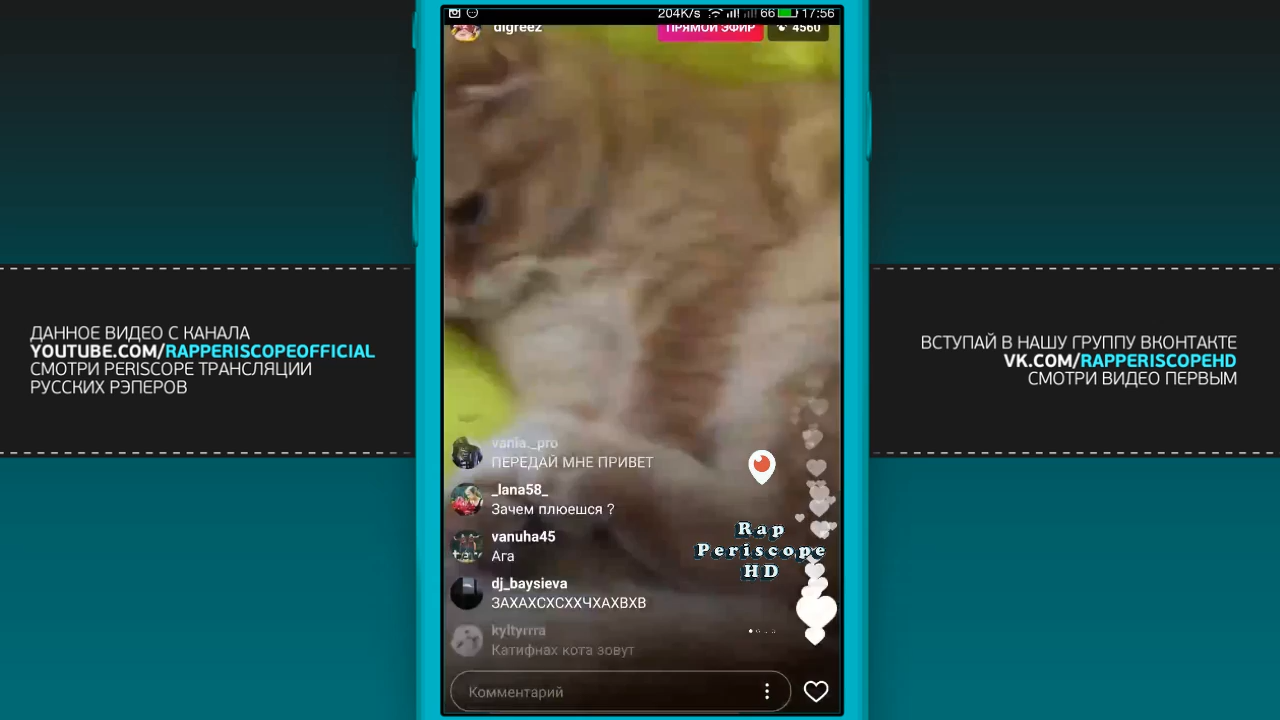 204K/s 66 17:56
digreez ПРЯМОЙ ЭФИР 4560
ДАННОЕ ВИДЕО С КАНАЛА
YOUTUBE.COM/RAPPERISCOPEOFFICIAL
СМОТРИ PERISCOPE ТРАНСЛЯЦИИ
РУССКИХ РЭПЕРОВ
ВСТУПАЙ В НАШУ ГРУППУ ВКОНТАКТЕ
VK.COM/RAPPERISCOPEHD
СМОТРИ ВИДЕО ПЕРВЫМ
vania._pro
ПЕРЕДАЙ МНЕ ПРИВЕТ
_lana58_
Зачем плюешся ?
vanuha45
Ага
dj_baysieva
ЗАХАХСХСХХЧХАХВХВ
kyltyrrra
Катифнах кота зовут
Rap
Periscope
HD
Комментарий